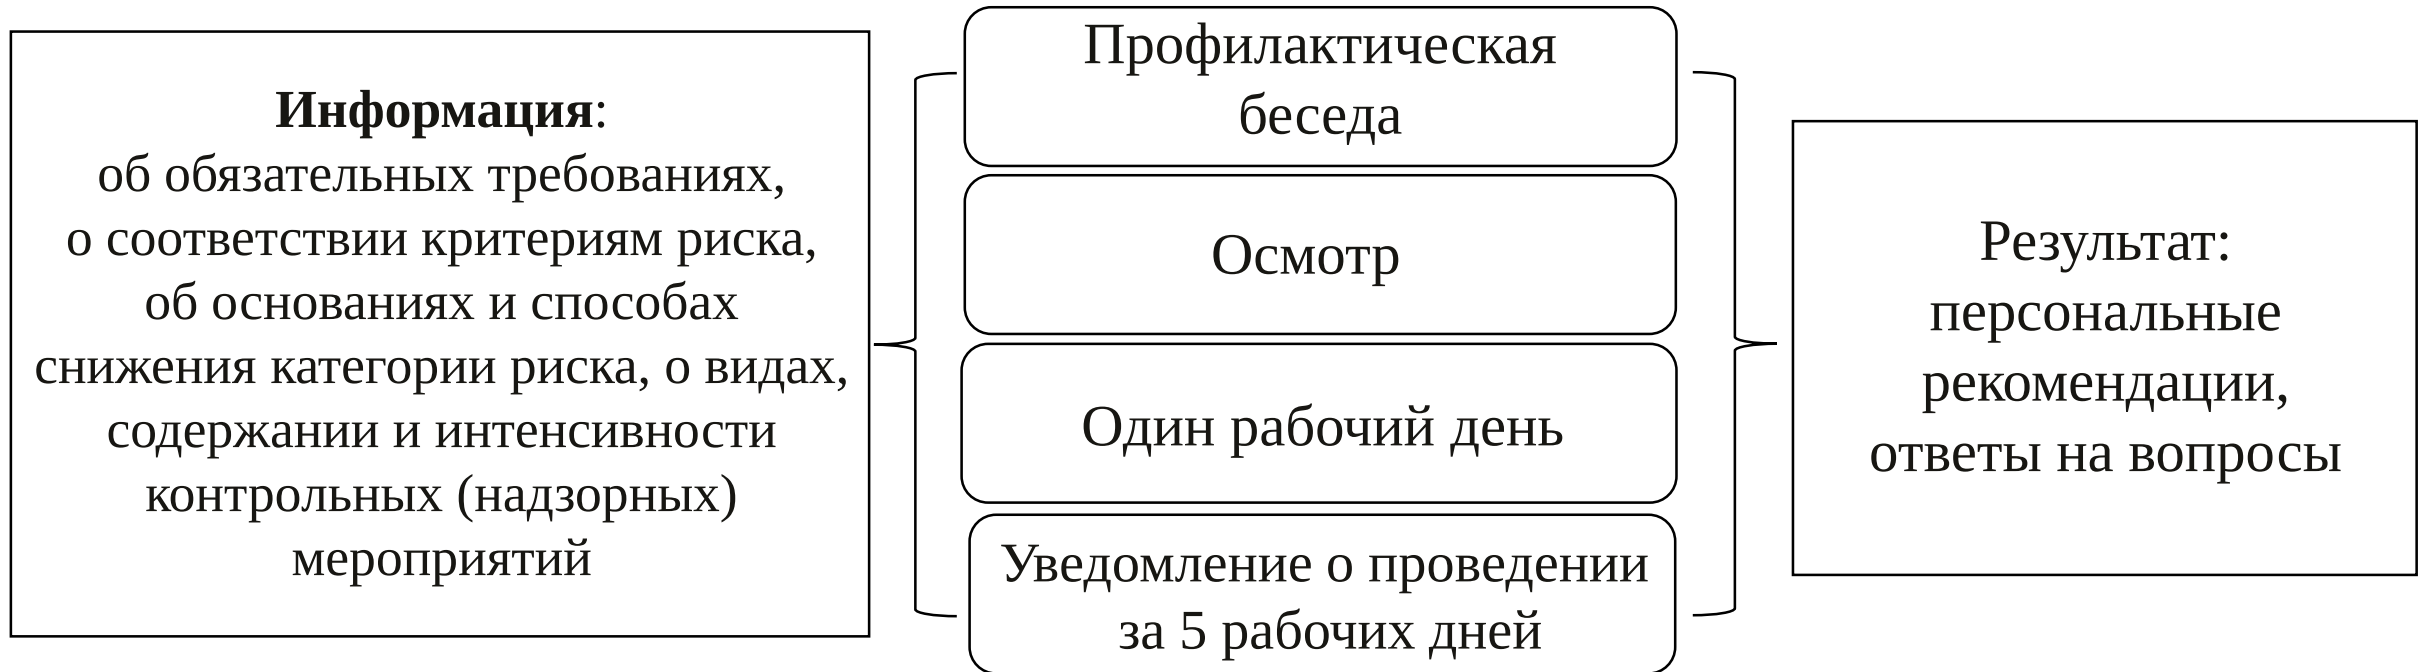 Информация:
об обязательных требованиях,
о соответствии критериям риска,
об основаниях и способах
снижения категории риска, о видах,
содержании и интенсивности
контрольных (надзорных)
мероприятий
Профилактическая
беседа
Осмотр
Один рабочий день
Уведомление о проведении
за 5 рабочих дней
Результат:
персональные
рекомендации,
ответы на вопросы